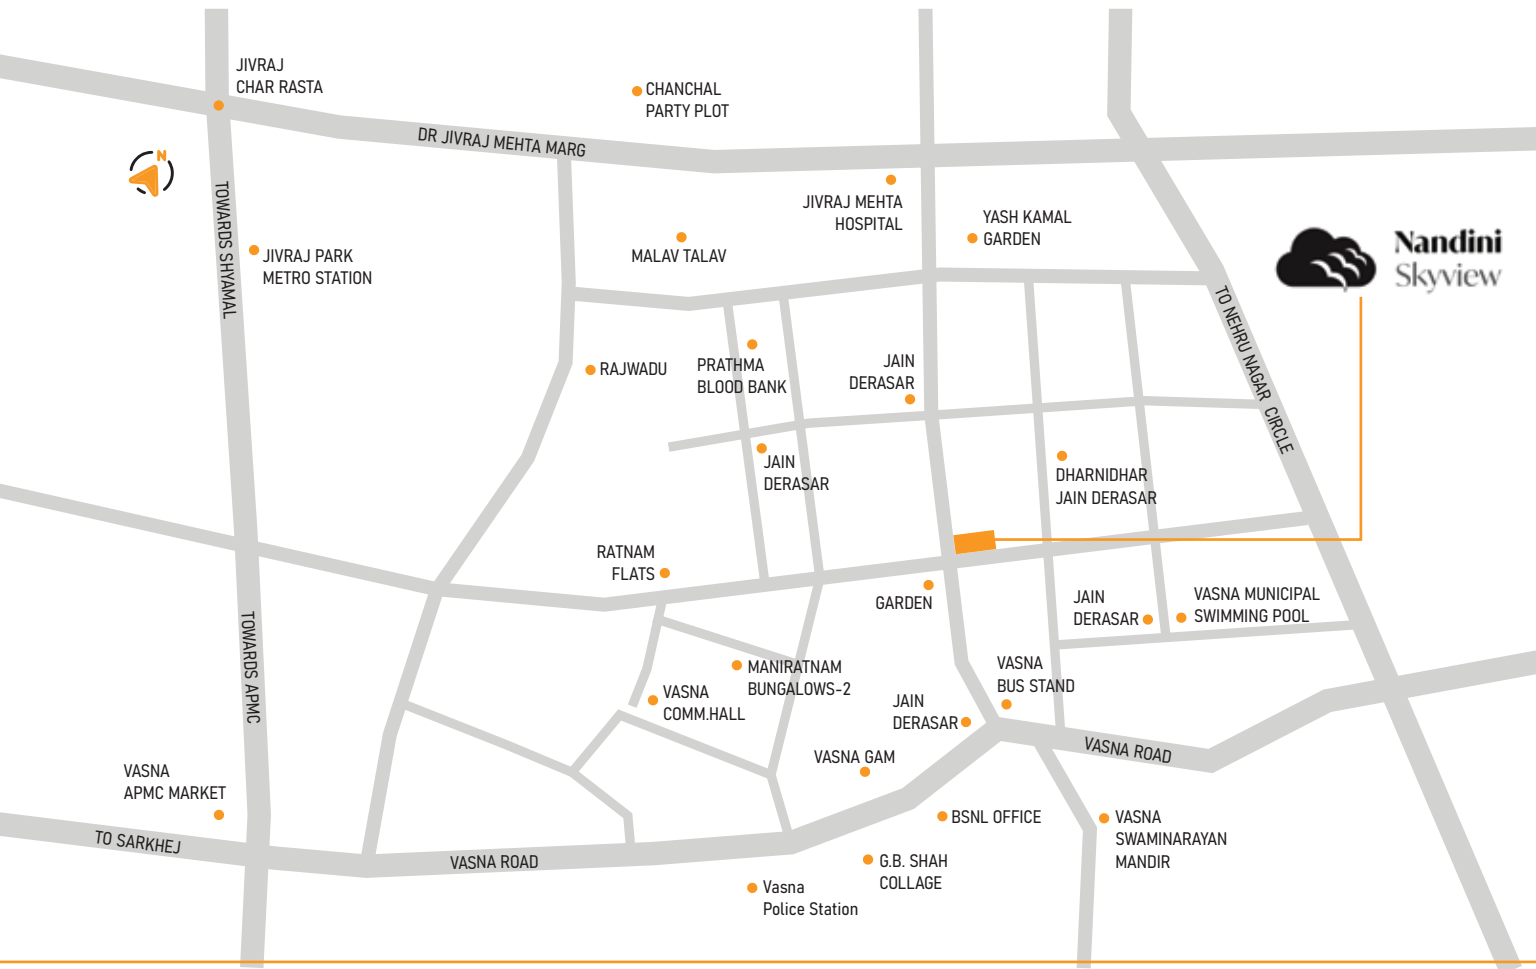 JIVRAJ
CHAR RASTA
CHANCHAL
PARTY PLOT
DR JIVRAJ MEHTA MARG
N
TOWARDS SHYAMAL
JIVRAJ PARK
METRO STATION
MALAV TALAV
JIVRAJ MEHTA
HOSPITAL
YASH KAMAL
GARDEN
Nandini
Skyview
TO NEHRU NAGAR CIRCLE
RAJWADU
PRATHMA
BLOOD BANK
JAIN
DERASAR
JAIN
DERASAR
DHARNIDHAR
JAIN DERASAR
RATNAM
FLATS
GARDEN
JAIN
DERASAR
VASNA MUNICIPAL
SWIMMING POOL
TOWARDS APMC
MANIRATNAM
BUNGALOWS-2
VASNA
COMM.HALL
VASNA
BUS STAND
JAIN
DERASAR
VASNA GAM
VASNA ROAD
VASNA
APMC MARKET
TO SARKHEJ
VASNA ROAD
BSNL OFFICE
VASNA
SWAMINARAYAN
MANDIR
G.B. SHAH
COLLAGE
Vasna
Police Station